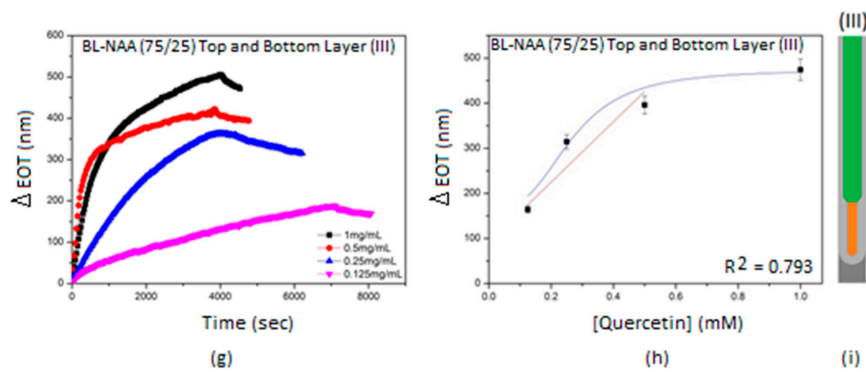 BL-NAA (75/25) Top and Bottom Layer (III)
Δ EOT (nm)
600
500
400
300
200
100
0
1mg/mL
0.5mg/mL
0.25mg/mL
0.125mg/mL
0 2000 4000 6000 8000
Time (sec)
(g)
BL-NAA (75/25) Top and Bottom Layer (III)
Δ EOT (nm)
500
400
300
200
100
0
R² = 0.793
0.0 0.2 0.4 0.6 0.8 1.0
[Quercetin] (mM)
(h)
(III)
(i)